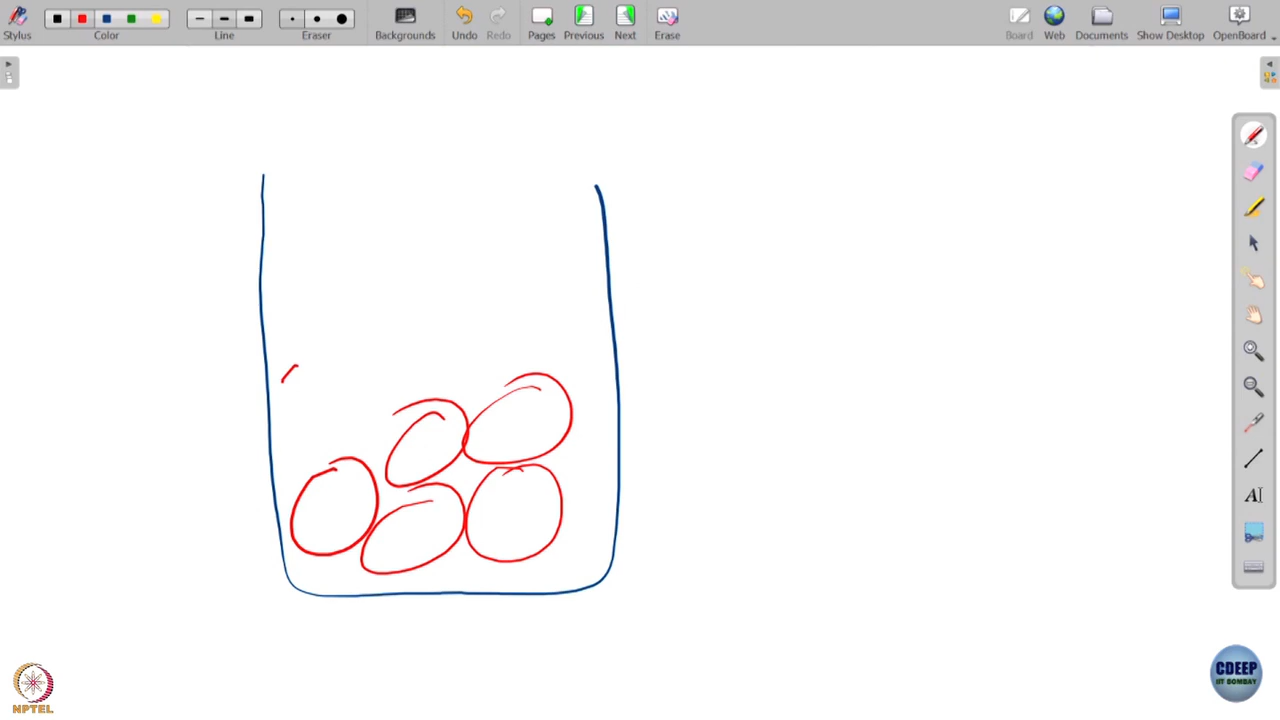 Stylus
Color
Line
Eraser
Backgrounds
Undo
Redo
Pages
Previous
Next
Erase
Board
Web
Documents
Show Desktop
OpenBoard
A
NPTEL
CDEEP
IIT BOMBAY